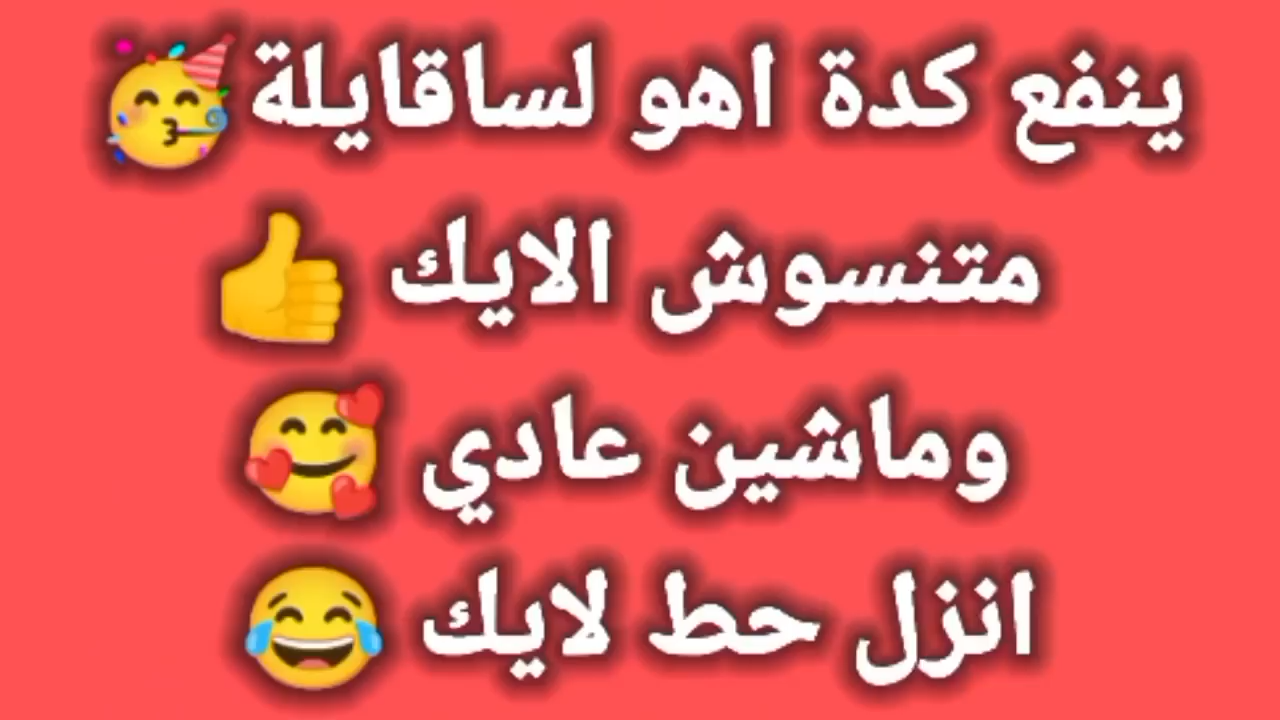 ينفع كدة اهو لساقايلة🥳
متنسوش الايك 👍
وماشين عادي 🥰
انزل حط لايك 😂